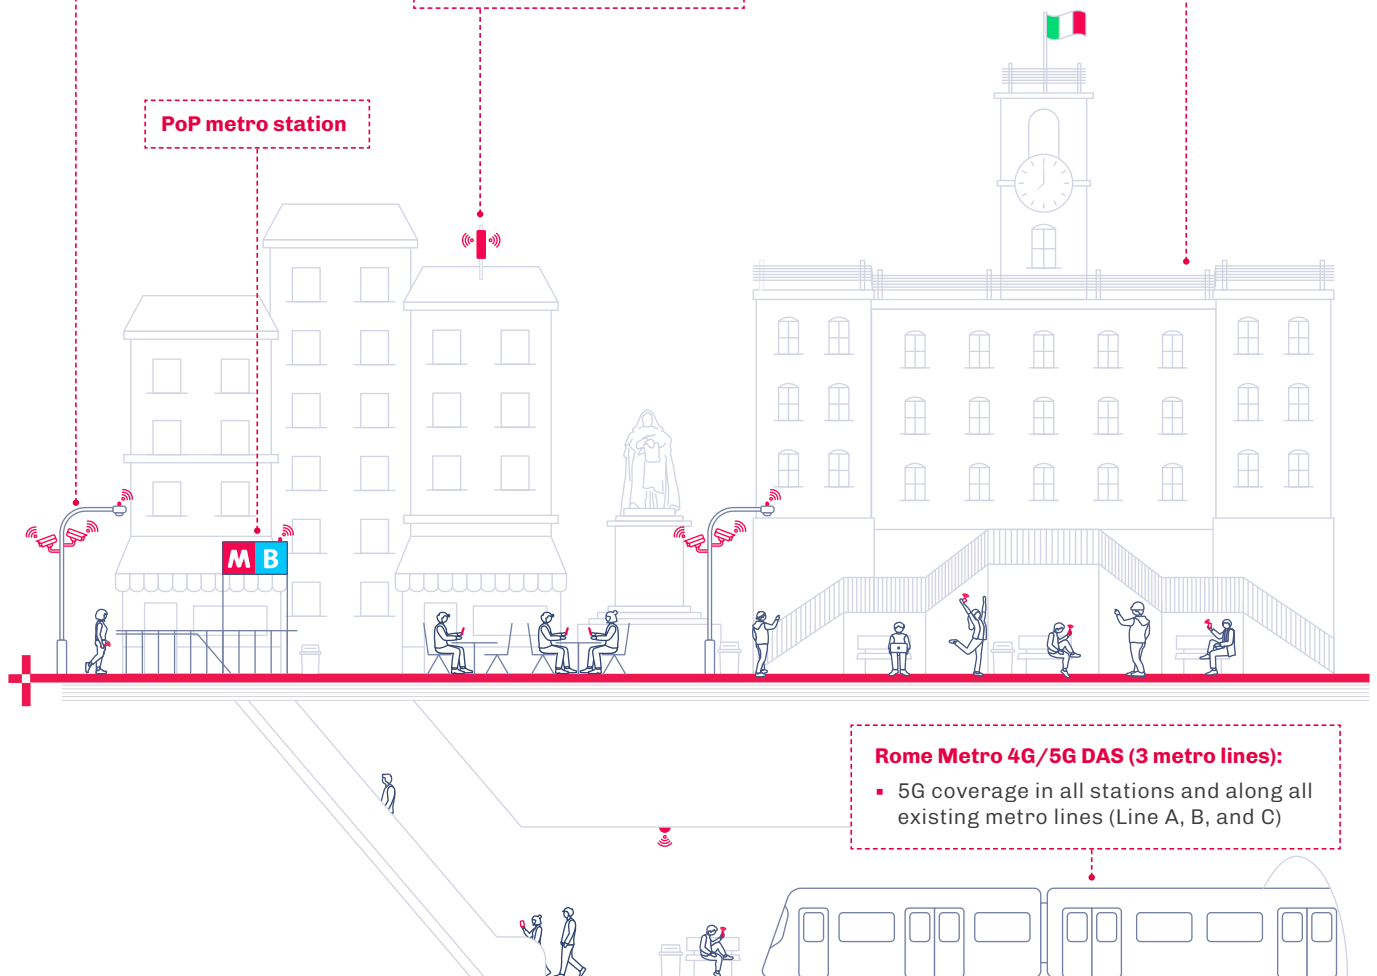 PoP metro station
M B
Rome Metro 4G/5G DAS (3 metro lines):
▪ 5G coverage in all stations and along all
existing metro lines (Line A, B, and C)